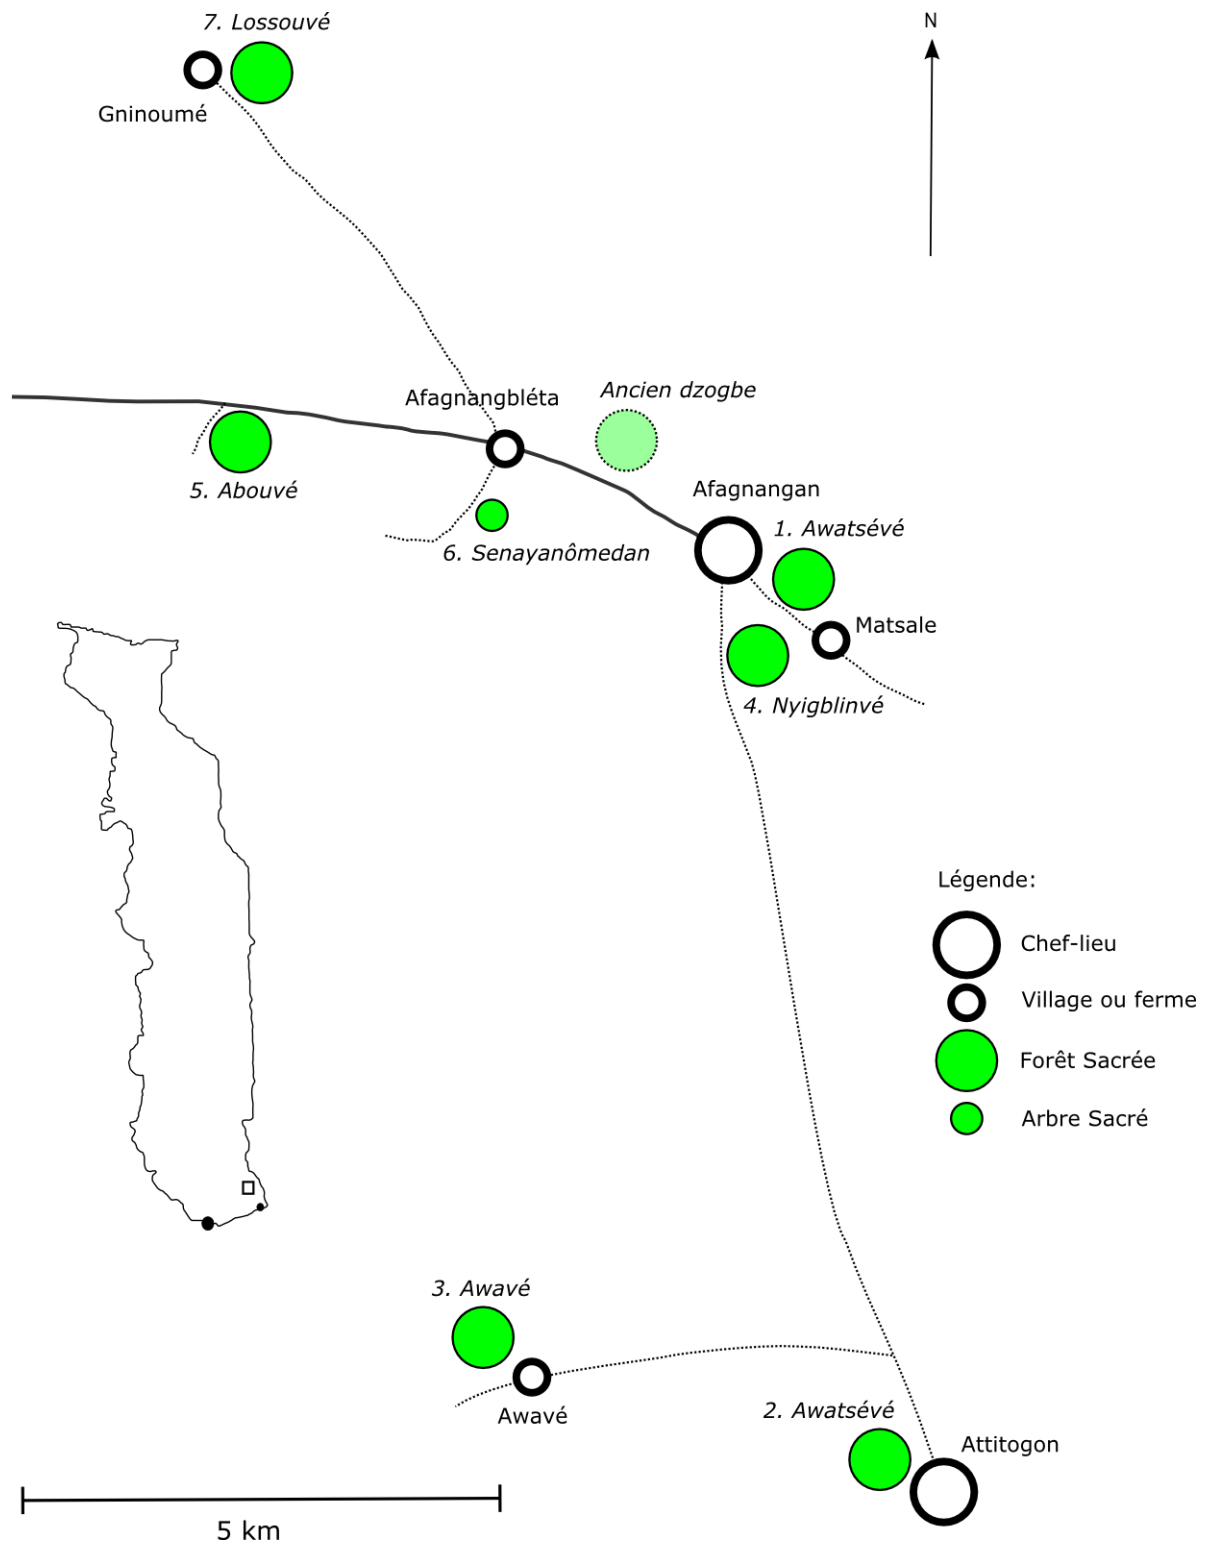 7. Lossouvé
N
Gninoumé
Afagnangbléta
Ancien dzogbe
5. Abouvé
Afagnangan
1. Awatsévé
6. Senayanômedan
Matsale
4. Nyigblinvé
Légende:
Chef-lieu
Village ou ferme
Forêt Sacrée
Arbre Sacré
3. Awavé
Awavé
2. Awatsévé
Attitogon
5 km